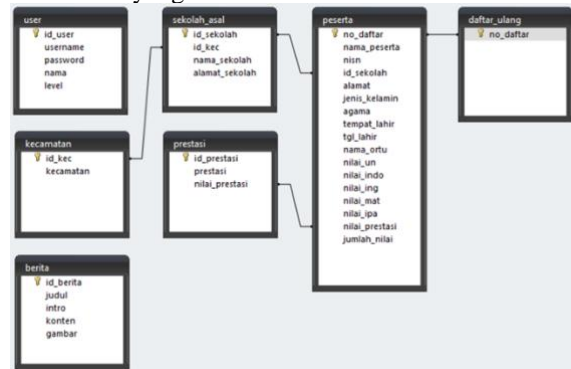 user
id_user
username
password
nama
level
sekolah_asal
id_sekolah
id_kec
nama_sekolah
alamat_sekolah
peserta
no_daftar
nama_peserta
nisn
id_sekolah
alamat
jenis_kelamin
agama
tempat_lahir
tgl_lahir
nama_ortu
nilai_un
nilai_indo
nilai_ing
nilai_mat
nilai_ipa
nilai_prestasi
jumlah_nilai
daftar_ulang
no_daftar
kecamatan
id_kec
kecamatan
prestasi
id_prestasi
prestasi
nilai_prestasi
berita
id_berita
judul
intro
konten
gambar